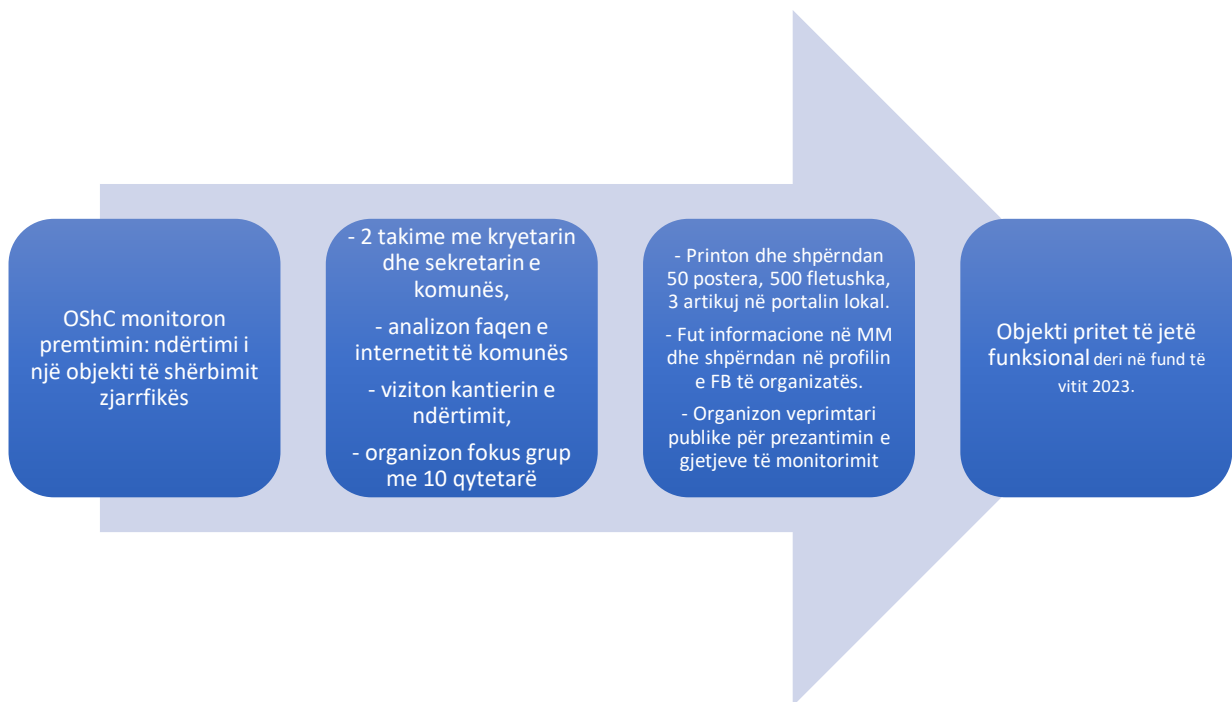 OShC monitoron
premtimin: ndërtimi i
një objekti të shërbimit
zjarrfikës
- 2 takime me kryetarin
dhe sekretarin e
komunës,
- analizon faqen e
internetit të komunës
- viziton kantierin e
ndërtimit,
- organizon fokus grup
me 10 qytetarë
- Printon dhe shpërndan
50 postera, 500 fletushka,
3 artikuj në portalin lokal.
- Fut informacione në MM
dhe shpërndan në profilin
e FB të organizatës.
- Organizon veprimtari
publike për prezantimin e
gjetjeve të monitorimit
Objekti pritet të jetë
funksional deri në fund të
vitit 2023.